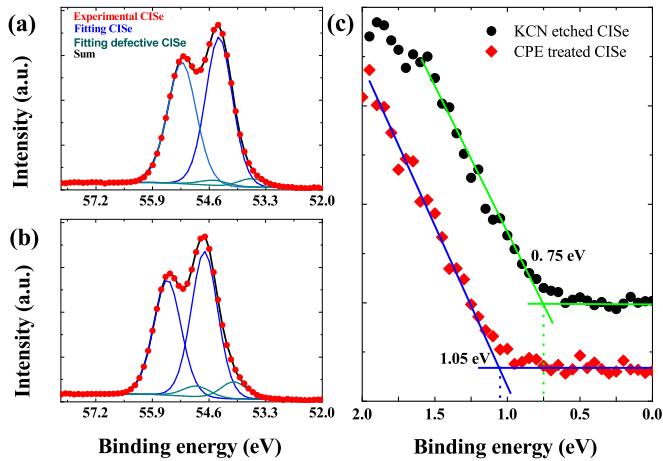 (a)
Experimental CISe
Fitting CISe
Fitting defective CISe
Sum
Intensity (a.u.)
57.2 55.9 54.6 53.3 52.0
(b)
Intensity (a.u.)
57.2 55.9 54.6 53.3 52.0
Binding energy (eV)
(c)
KCN etched CISe
CPE treated CISe
0. 75 eV
1.05 eV
Intensity (a.u.)
2.0 1.5 1.0 0.5 0.0
Binding energy (eV)